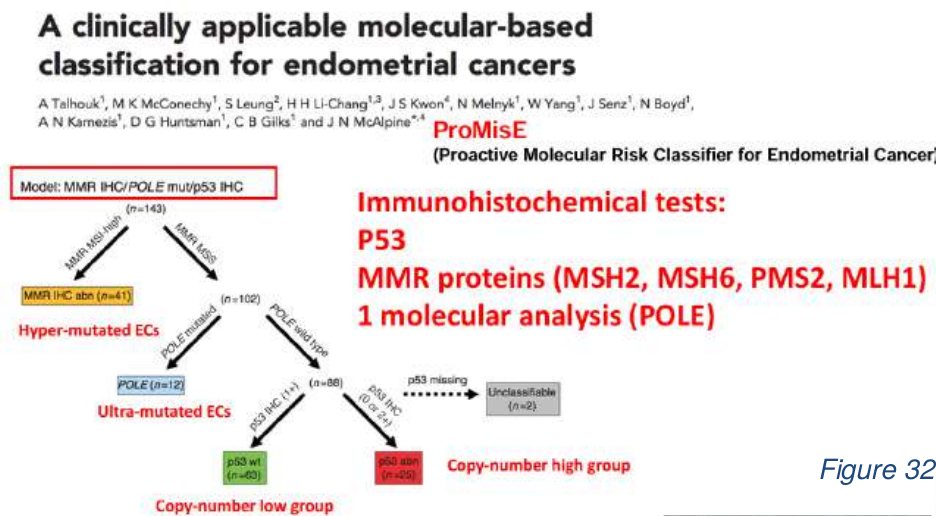 A clinically applicable molecular-based
classification for endometrial cancers
A Talhouk¹, M K McConechy¹, S Leung², H H Li-Chang¹,³, J S Kwon⁴, N Melnyk¹, W Yang¹, J Senz¹, N Boyd¹,
A N Karnezis¹, D G Huntsman¹, C B Gilks¹ and J N McAlpine*,⁴
ProMisE
(Proactive Molecular Risk Classifier for Endometrial Cancer)
Model: MMR IHC/POLE mut/p53 IHC
(n=143)
MMR MSI-high
MMR MSS
MMR IHC abn (n=41)
Hyper-mutated ECs
(n=102)
POLE mutated
POLE wild type
POLE (n=12)
Ultra-mutated ECs
(n=88)
p53 missing
Unclassifiable
(n=2)
p53 IHC (1+)
p53 IHC
(0 or 2+)
p53 wt
(n=63)
p53 abn
(n=25)
Copy-number low group
Copy-number high group
Immunohistochemical tests:
P53
MMR proteins (MSH2, MSH6, PMS2, MLH1)
1 molecular analysis (POLE)
Figure 32